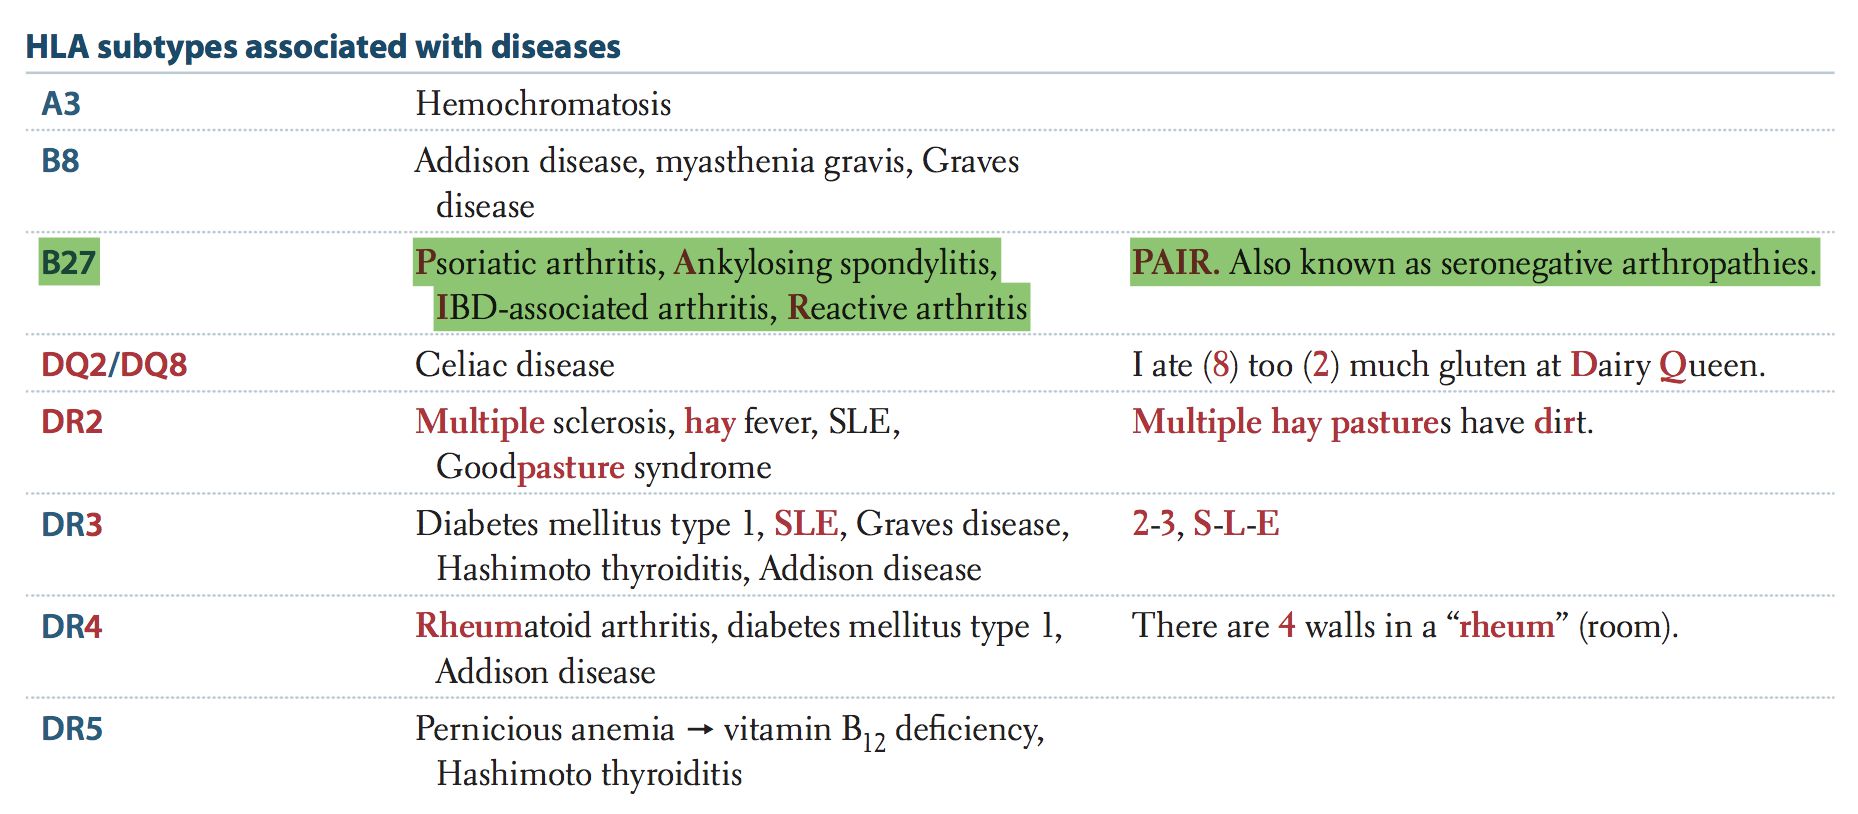 HLA subtypes associated with diseases
A3 Hemochromatosis
B8 Addison disease, myasthenia gravis, Graves
disease
B27 Psoriatic arthritis, Ankylosing spondylitis, PAIR. Also known as seronegative arthropathies.
IBD-associated arthritis, Reactive arthritis
DQ2/DQ8 Celiac disease I ate (8) too (2) much gluten at Dairy Queen.
DR2 Multiple sclerosis, hay fever, SLE, Multiple hay pastures have dirt.
Goodpasture syndrome
DR3 Diabetes mellitus type 1, SLE, Graves disease, 2-3, S-L-E
Hashimoto thyroiditis, Addison disease
DR4 Rheumatoid arthritis, diabetes mellitus type 1, There are 4 walls in a “rheum” (room).
Addison disease
DR5 Pernicious anemia → vitamin B12 deficiency,
Hashimoto thyroiditis